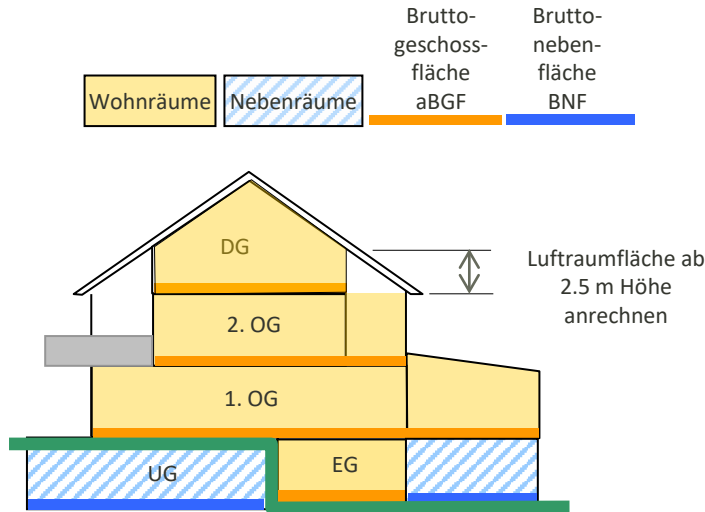 Brutto-
geschoss-
fläche
aBGF
Brutto-
neben-
fläche
BNF
Wohnräume
Nebenräume
DG
Luftraumfläche ab
2.5 m Höhe
anrechnen
2. OG
1. OG
UG
EG